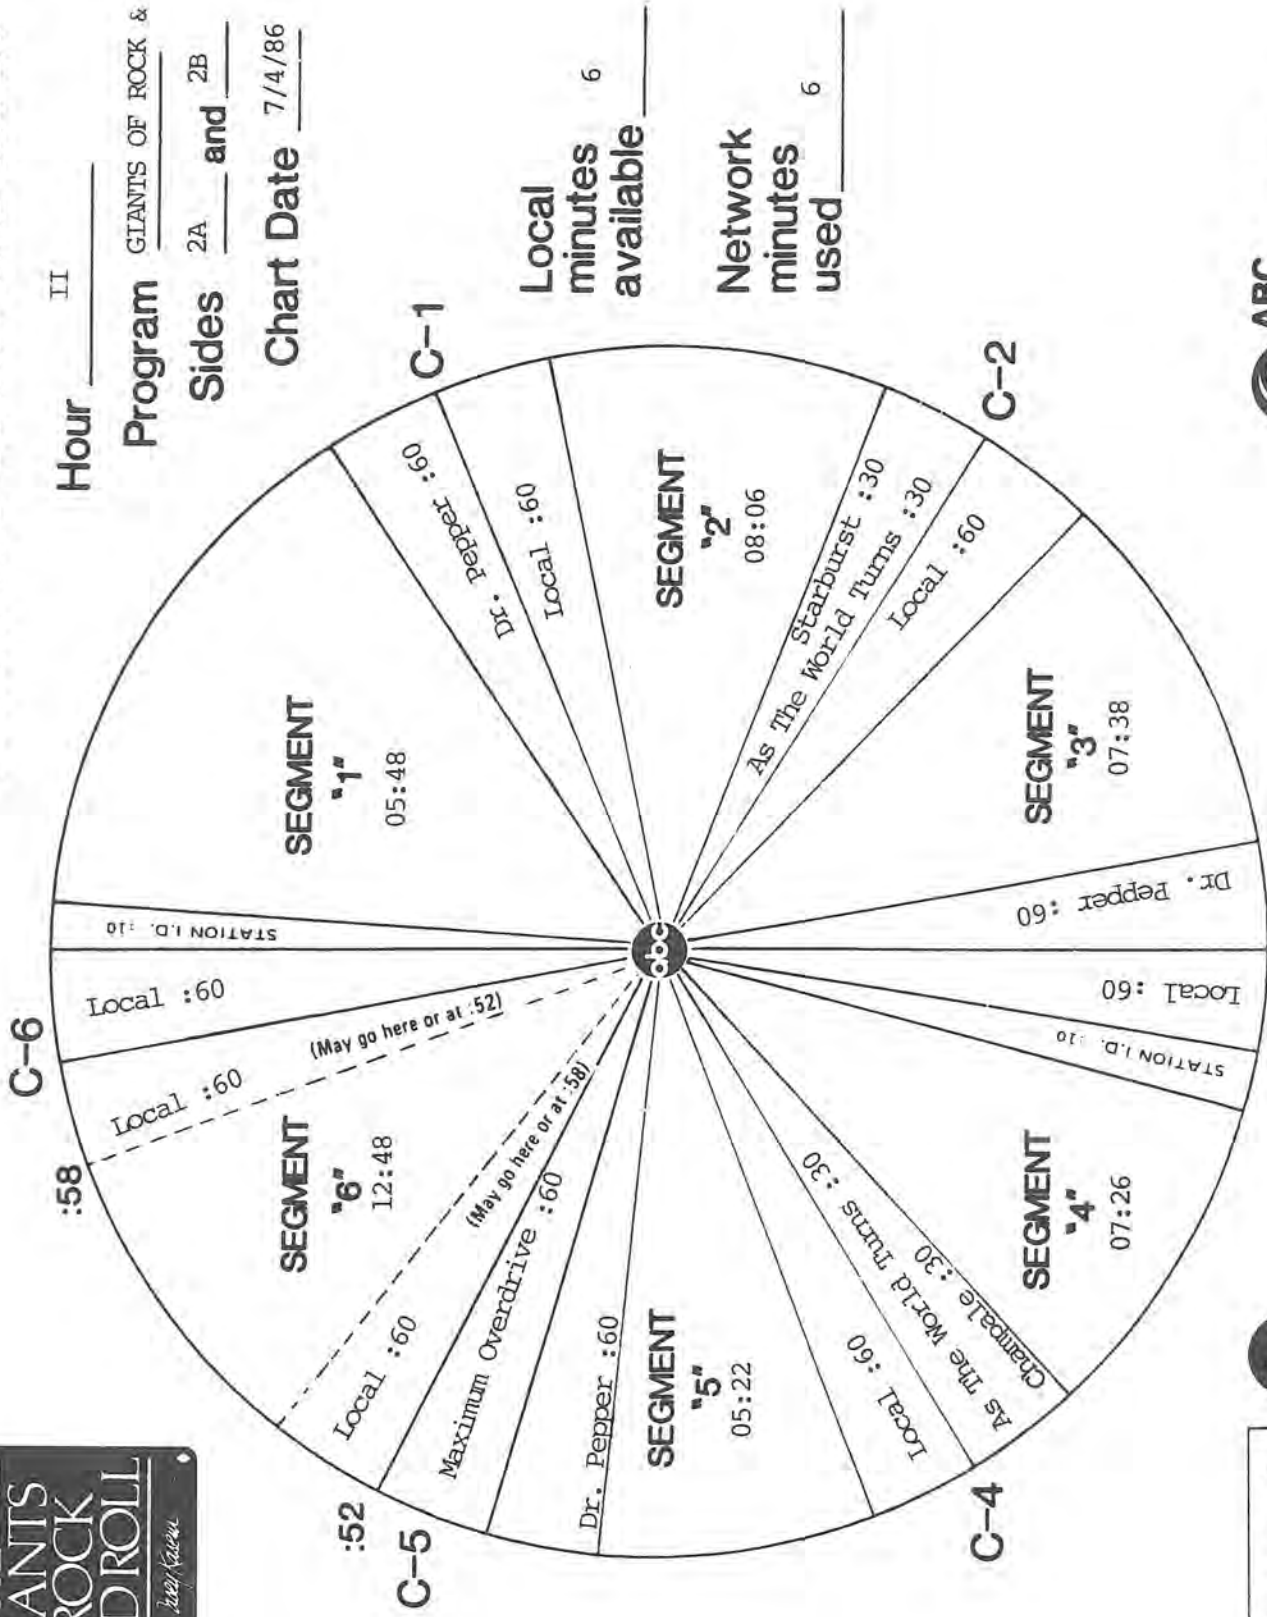 ANTS
ROCK
D ROLL
Hour II
Program GIANTS OF ROCK &
Sides 2A and 2B
Chart Date 7/4/86
Local
minutes
available 6
Network
minutes
used 6
C-6
STATION I.D. :10
SEGMENT
"1"
05:48
Dr. Pepper :60
C-1
Local :60
SEGMENT
"2"
08:06
Starburst :30
As The World Turns :30
C-2
Local :60
SEGMENT
"3"
07:38
Dr. Pepper :60
Local :60
STATION I.D. :10
SEGMENT
"4"
07:26
Champale :30
As The World Turns :30
C-4
Local :60
SEGMENT
"5"
05:22
Dr. Pepper :60
Maximum Overdrive :60
C-5
:52
Local :60
(May go here or at :58)
SEGMENT
"6"
12:48
:58
Local :60
(May go here or at :52)
Local :60
abc
ABC